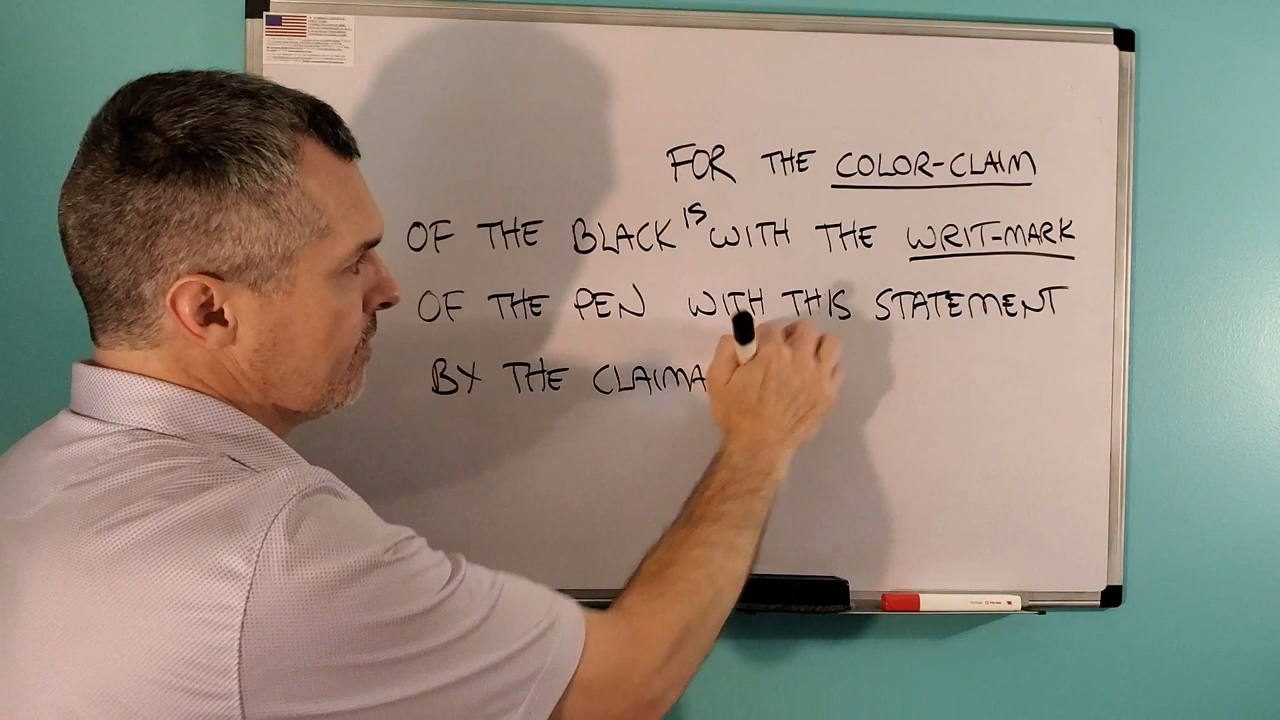 FOR THE COLOR-CLAIM
OF THE BLACK IS WITH THE WRIT-MARK
OF THE PEN WITH THIS STATEMENT
BY THE CLAIMA